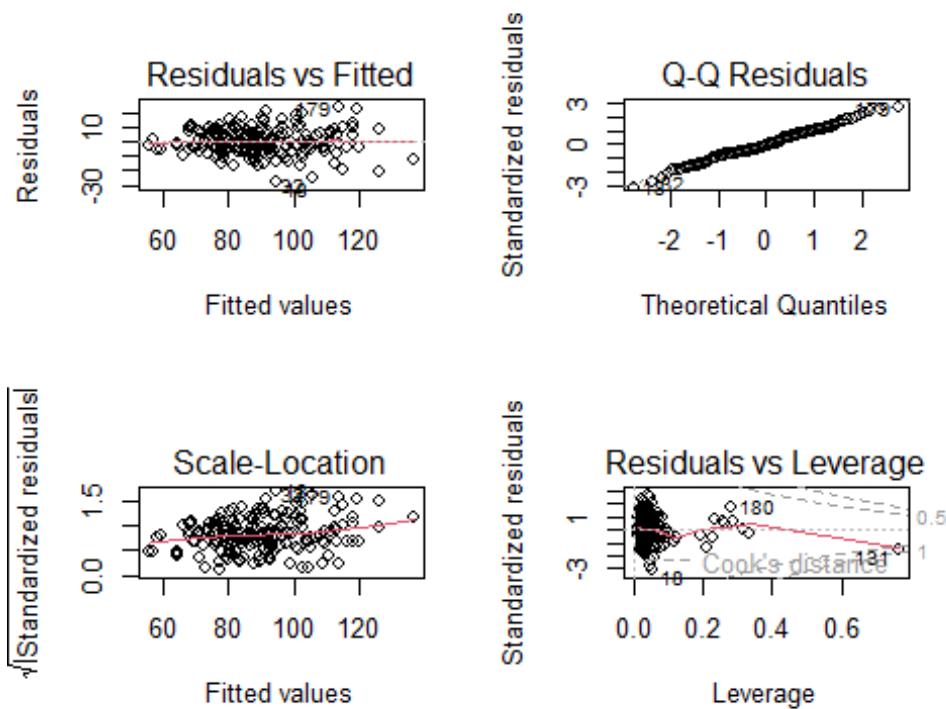 Residuals vs Fitted
Residuals
10
-30
179
32
60 80 100 120
Fitted values
Q-Q Residuals
Standardized residuals
3
0
-3
-2 -1 0 1 2
Theoretical Quantiles
Scale-Location
√|Standardized residuals|
1.5
0.0
60 80 100 120
Fitted values
Residuals vs Leverage
Standardized residuals
1
-3
180
131
18
0.5
1
Cook's distance
0.0 0.2 0.4 0.6
Leverage